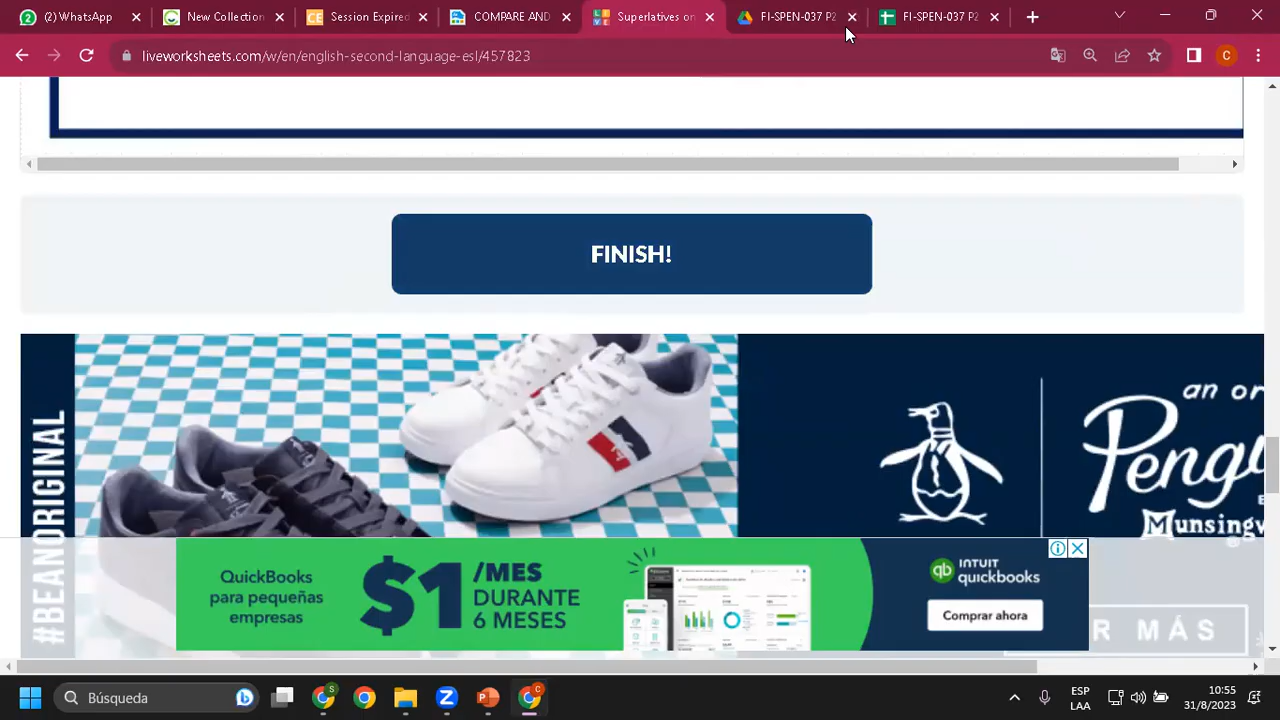 (2) WhatsApp
New Collection
Session Expired
COMPARE AND
Superlatives on
FI-SPEN-037 P2
FI-SPEN-037 P2
liveworksheets.com/w/en/english-second-language-esl/457823
C
FINISH!
#BEANORIGINAL
an or
Pengu
Munsingw
QuickBooks
para pequeñas
empresas
$1 /MES
DURANTE
6 MESES
INTUIT
quickbooks
Comprar ahora
R M S
Búsqueda
ESP
LAA
10:55
31/8/2023